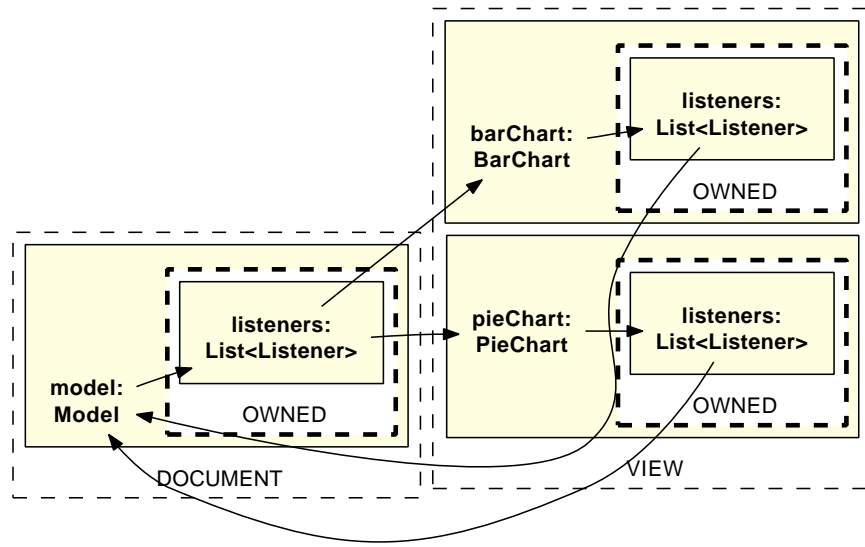 listeners:
List<Listener>
barChart:
BarChart
OWNED
listeners:
List<Listener>
pieChart:
PieChart
OWNED
VIEW
listeners:
List<Listener>
model:
Model
OWNED
DOCUMENT